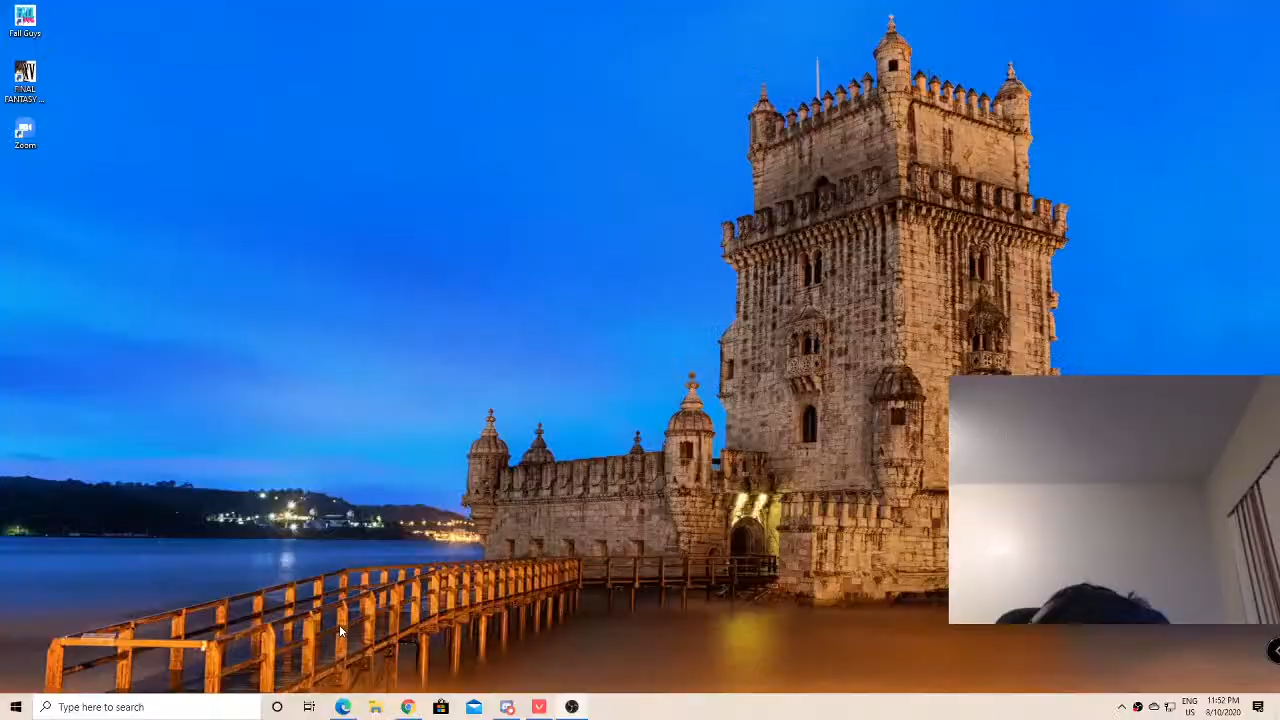 Fall Guys
FINAL
FANTASY ...
Zoom
Type here to search
ENG
US
11:52 PM
8/10/2020